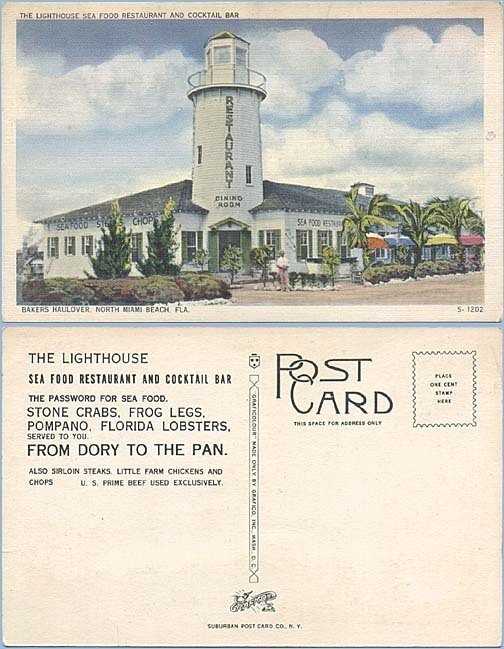 THE LIGHTHOUSE SEA FOOD RESTAURANT AND COCKTAIL BAR
RESTAURANT
DINING
ROOM
SEAFOOD STEAKS CHOPS
SEA FOOD RESTAURANT
BAKERS HAULOVER, NORTH MIAMI BEACH, FLA.
S-1202
THE LIGHTHOUSE
SEA FOOD RESTAURANT AND COCKTAIL BAR
THE PASSWORD FOR SEA FOOD.
STONE CRABS, FROG LEGS,
POMPANO, FLORIDA LOBSTERS,
SERVED TO YOU.
FROM DORY TO THE PAN.
ALSO SIRLOIN STEAKS, LITTLE FARM CHICKENS AND
CHOPS U. S. PRIME BEEF USED EXCLUSIVELY.
"GRAFICOLOUR" MADE ONLY BY GRAFICO, INC. WASH. D. C.
POST
CARD
THIS SPACE FOR ADDRESS ONLY
PLACE
ONE CENT
STAMP
HERE
GRAFICO
SUBURBAN POST CARD CO., N. Y.